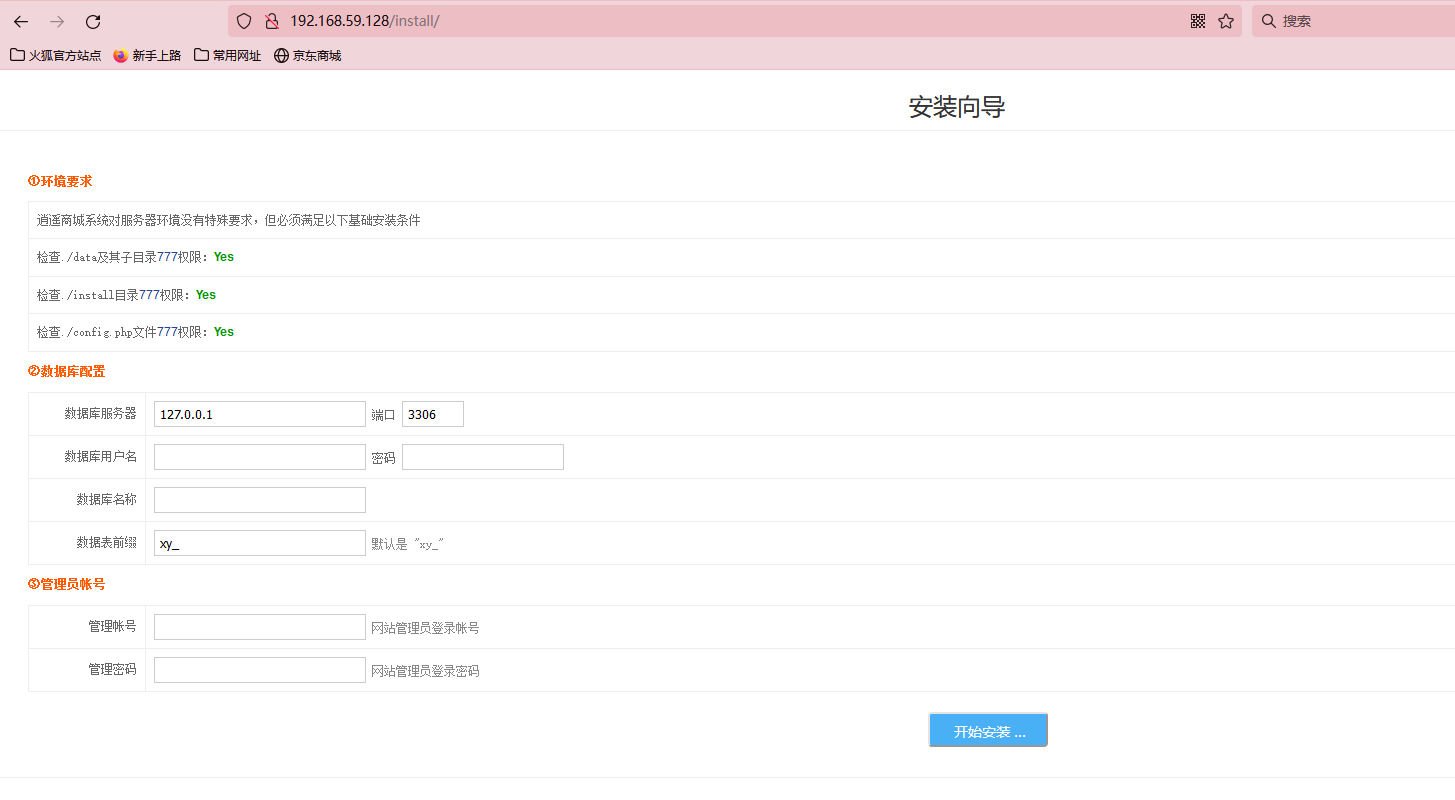 192.168.59.128/install/
搜索
火狐官方站点 新手上路 常用网址 京东商城
安装向导
①环境要求
逍遥商城系统对服务器环境没有特殊要求，但必须满足以下基础安装条件
检查./data及其子目录777权限：Yes
检查./install目录777权限：Yes
检查./config.php文件777权限：Yes
②数据库配置
数据库服务器 127.0.0.1 端口 3306
数据库用户名 密码
数据库名称
数据表前缀 xy_ 默认是 "xy_"
③管理员帐号
管理帐号 网站管理员登录帐号
管理密码 网站管理员登录密码
开始安装 ...